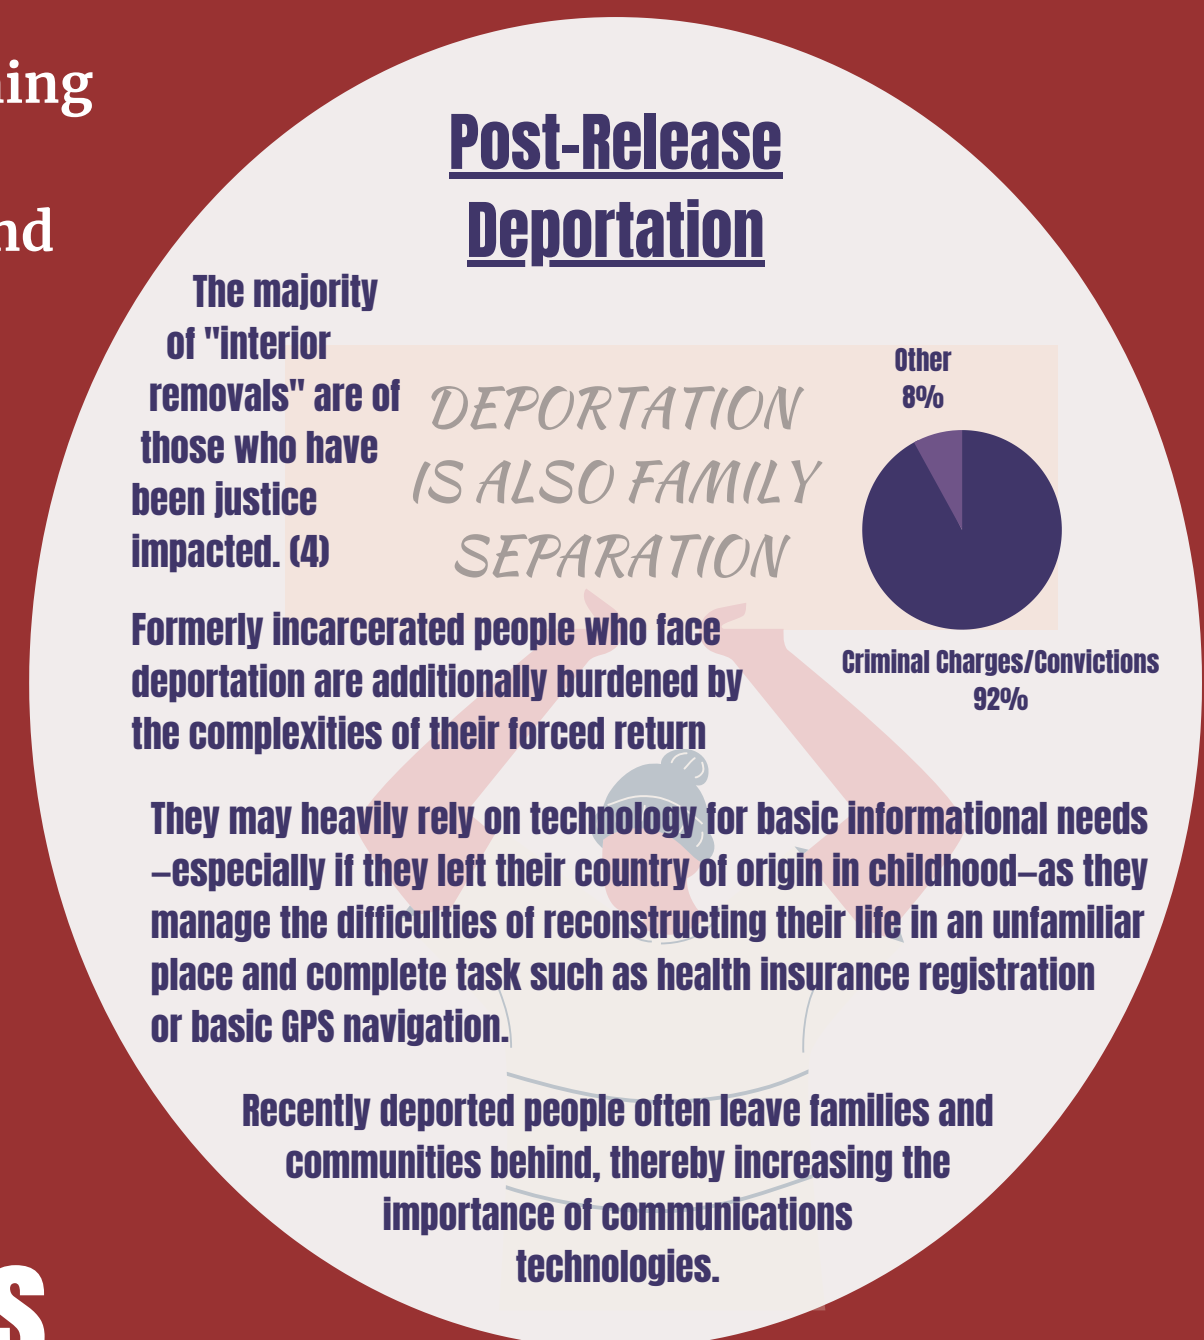 ing
nd
Post-Release
Deportation
The majority
of "interior
removals" are of
those who have
been justice
impacted. (4)
DEPORTATION
IS ALSO FAMILY
SEPARATION
Other
8%
Criminal Charges/Convictions
92%
Formerly incarcerated people who face
deportation are additionally burdened by
the complexities of their forced return
They may heavily rely on technology for basic informational needs
—especially if they left their country of origin in childhood—as they
manage the difficulties of reconstructing their life in an unfamiliar
place and complete task such as health insurance registration
or basic GPS navigation.
Recently deported people often leave families and
communities behind, thereby increasing the
importance of communications
technologies.
S